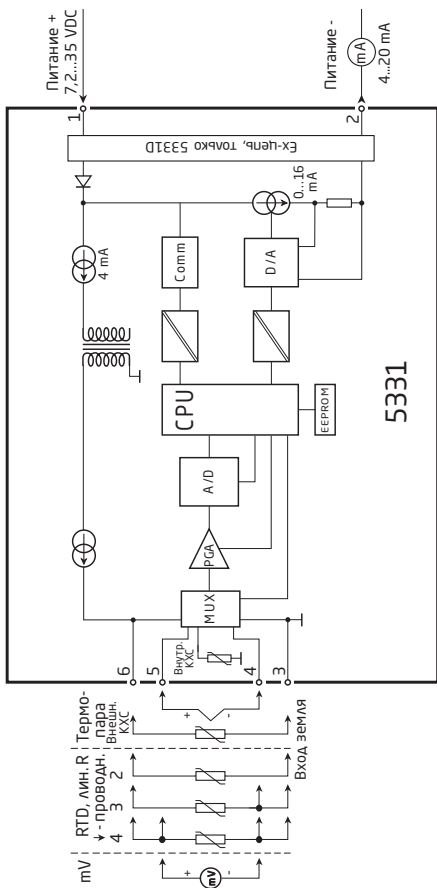 Питание +
7,2...35 VDC
Питание -
mA
4...20 mA
1
2
Ex-цепь, только 5331D
4 mA
0...16
mA
Comm
D/A
CPU
EEPROM
A/D
PGA
MUX
5331
Внутр.
КХС
6
5
4
3
Термо-
пара
Внешн.
КХС
+
-
Вход земля
RTD, лин.R
- проводн.
2
3
4
mV
+
mV
-